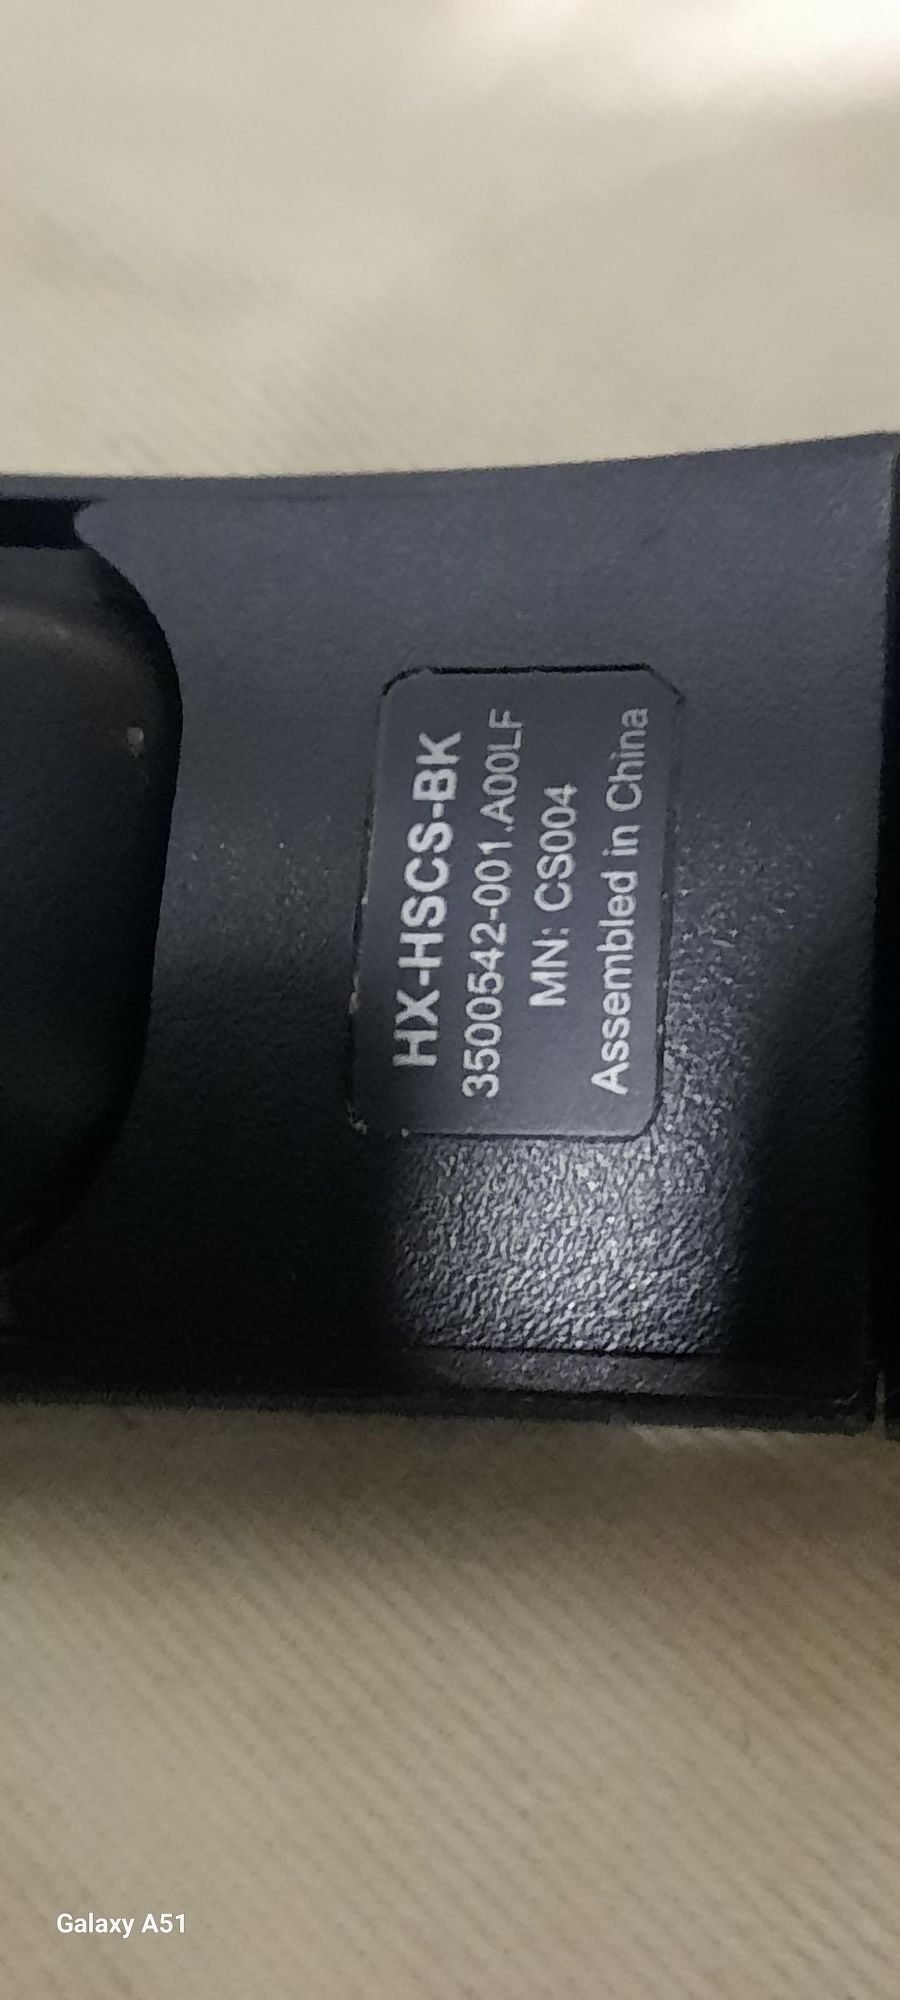 HX-HSCS-BK
3500542-001.A00LF
MN: CS004
Assembled in China
Galaxy A51